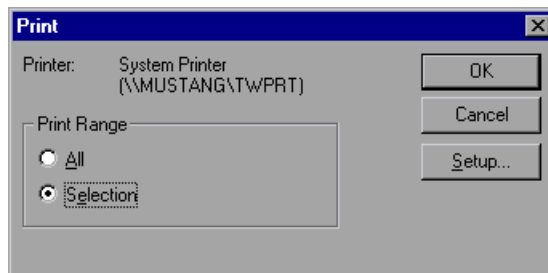 Print
Printer: System Printer
(\\MUSTANG\TWPRT)
OK
Cancel
Setup...
Print Range
All
Selection